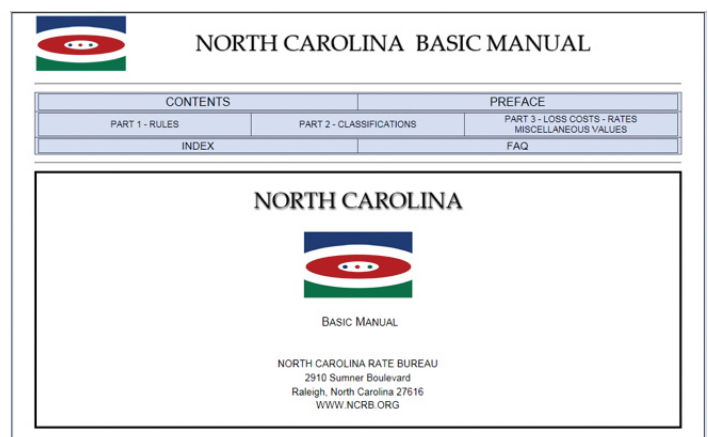 NORTH CAROLINA BASIC MANUAL
CONTENTS PREFACE
PART 1 - RULES PART 2 - CLASSIFICATIONS PART 3 - LOSS COSTS - RATES
MISCELLANEOUS VALUES
INDEX FAQ
NORTH CAROLINA
BASIC MANUAL
NORTH CAROLINA RATE BUREAU
2910 Sumner Boulevard
Raleigh, North Carolina 27616
WWW.NCRB.ORG